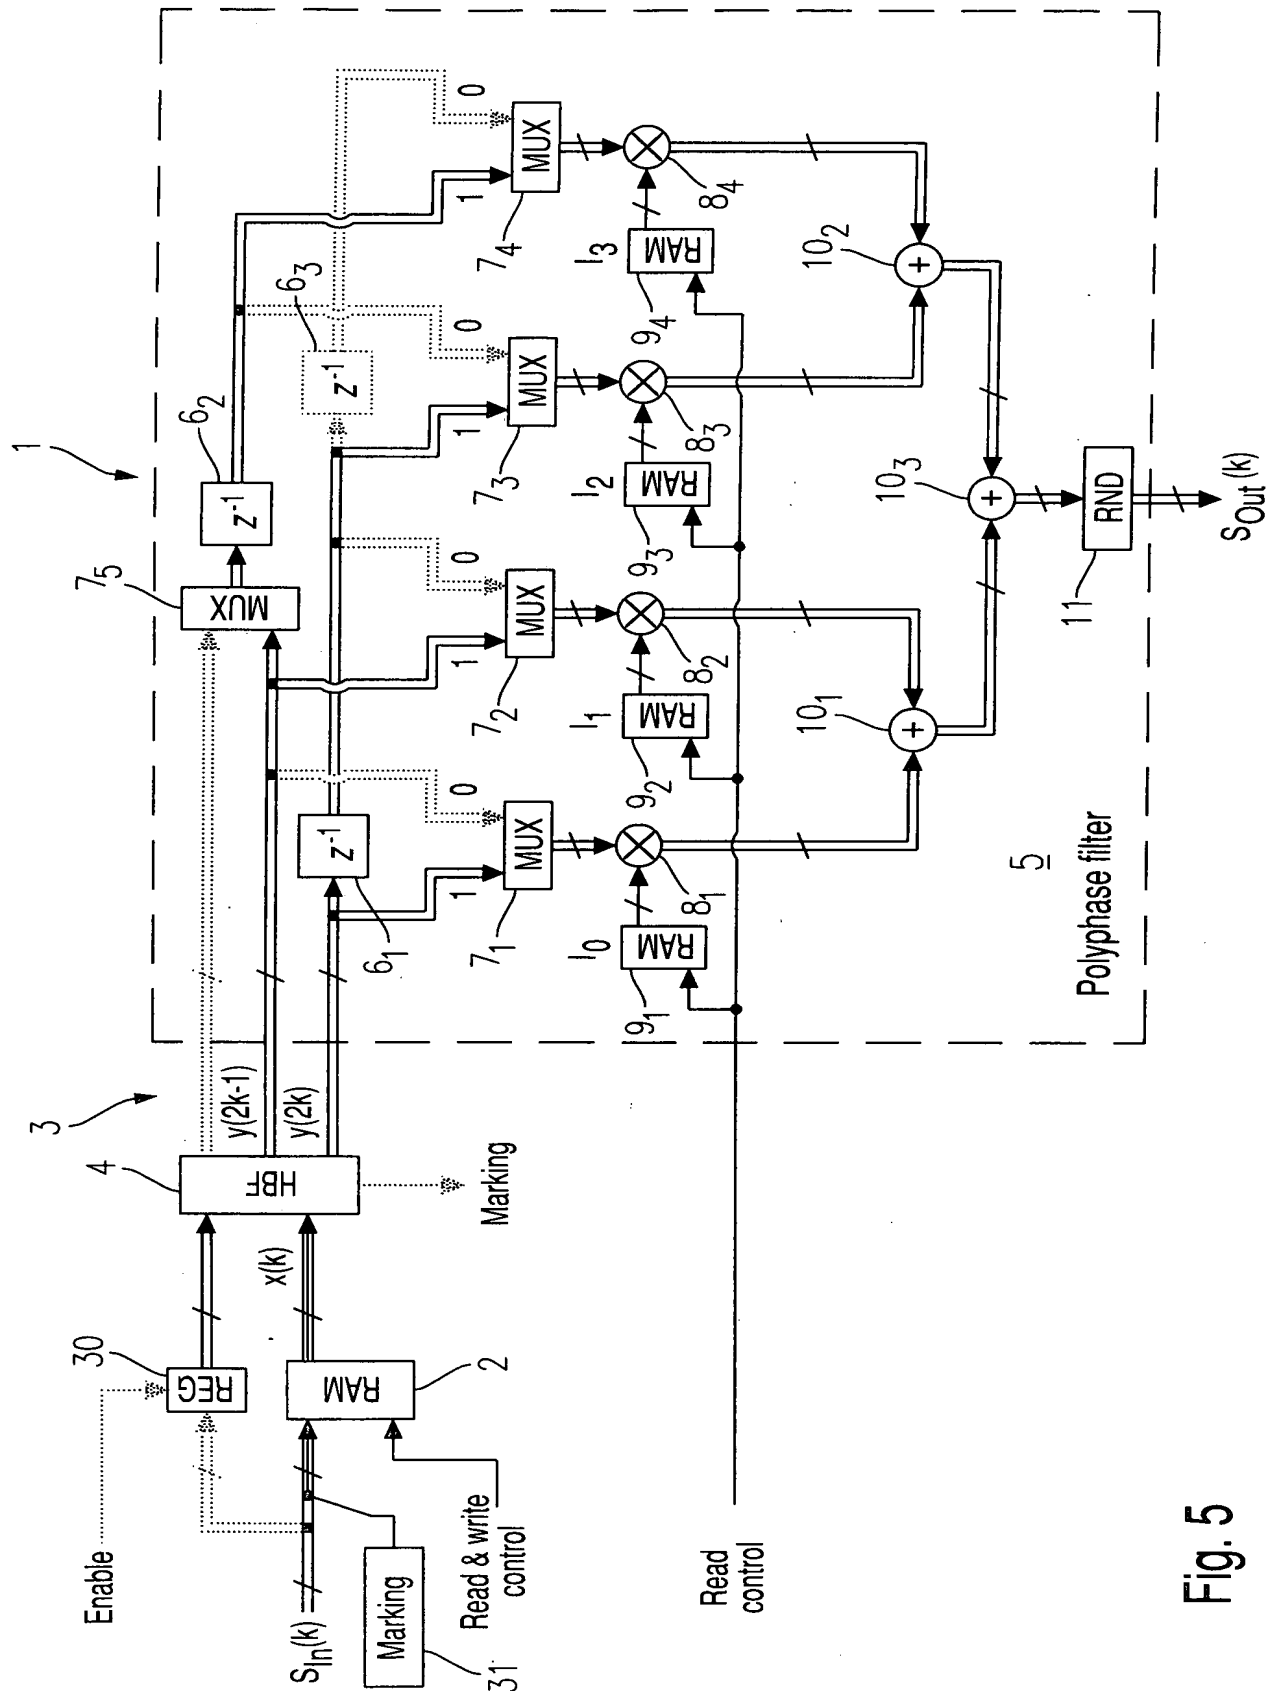 1
3
Enable
S_In(k)
Marking
31
Read & write
control
30
REG
RAM
2
x(k)
4
HBF
Marking
y(2k-1)
y(2k)
7_5
MUX
6_2
z^-1
6_1
z^-1
6_3
z^-1
1
0
7_1
MUX
1
0
7_2
MUX
1
0
7_3
MUX
1
0
7_4
MUX
I_0
9_1
RAM
8_1
I_1
9_2
RAM
8_2
I_2
9_3
RAM
8_3
I_3
9_4
RAM
8_4
10_1
+
10_2
+
10_3
+
11
RND
S_Out(k)
5
Polyphase filter
Read
control
Fig. 5